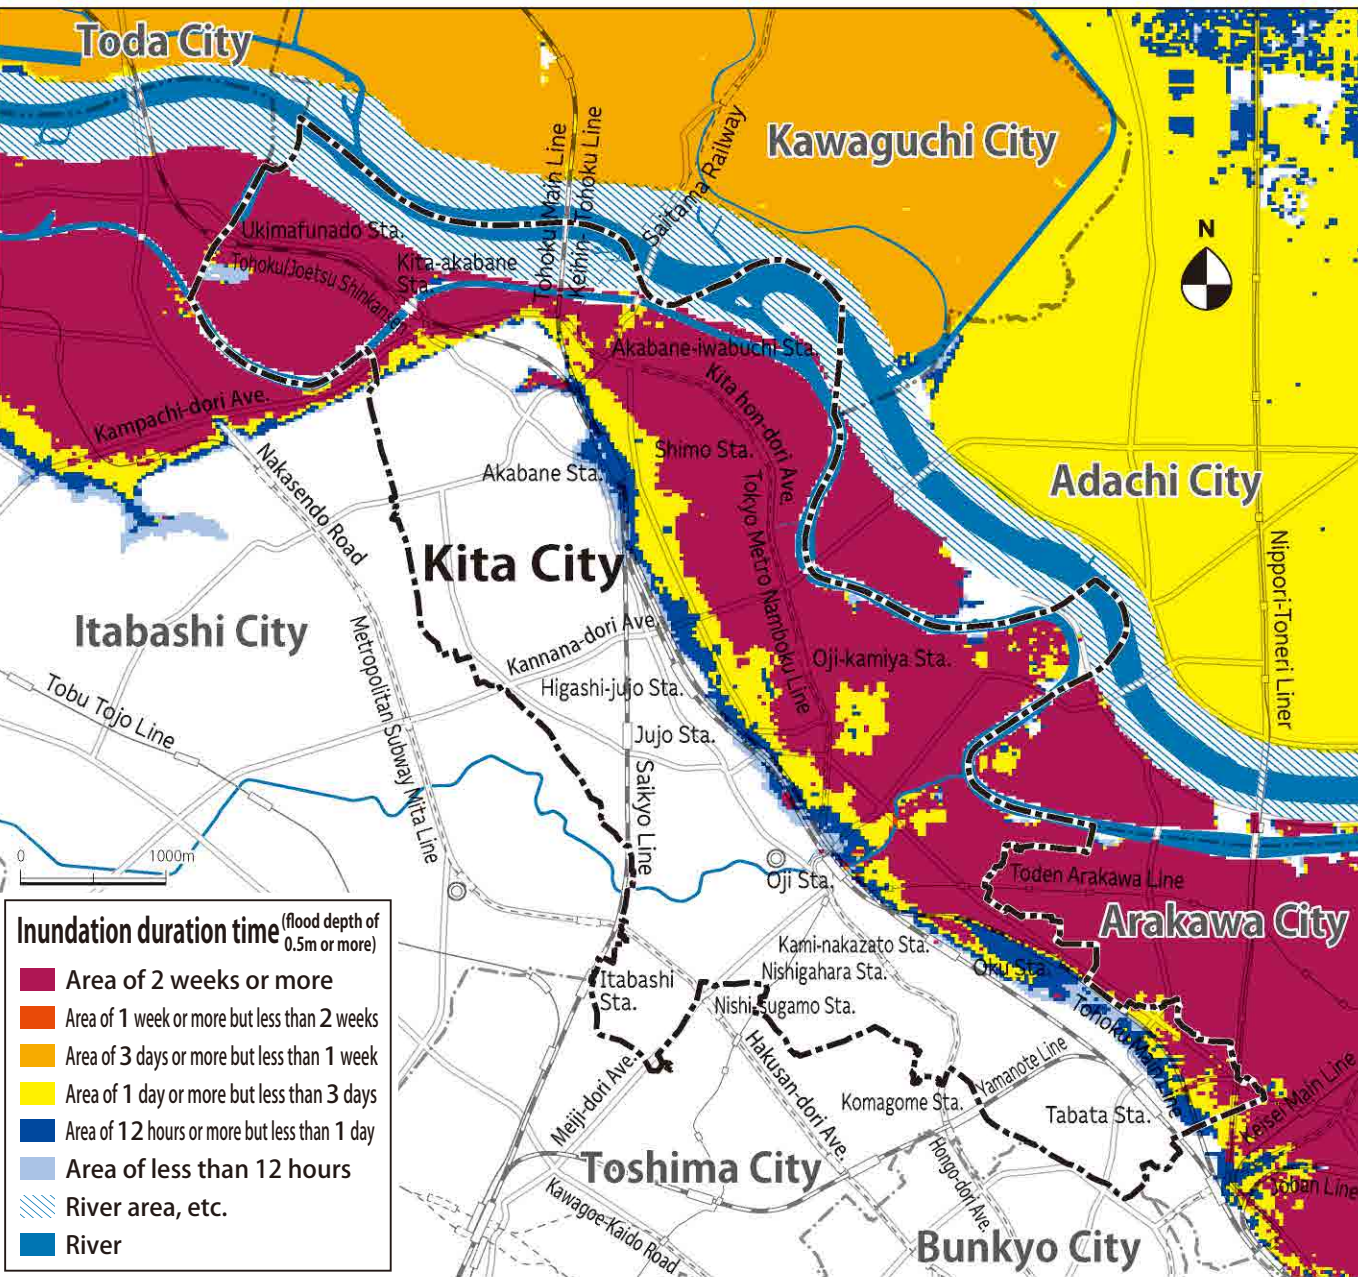 Toda City
Kawaguchi City
Tohoku Main Line
Keihin-Tohoku Line
Saitama Railway
N
Ukimafunado Sta.
Tohoku/Joetsu Shinkansen
Kita-akabane
Sta.
Akabane-iwabuchi Sta.
Kita hon-dori Ave.
Kampachi-dori Ave.
Nakasendo Road
Akabane Sta.
Shimo Sta.
Tokyo Metro Namboku Line
Adachi City
Nippori-Toneri Liner
Kita City
Itabashi City
Metropolitan Subway Mita Line
Kannana-dori Ave.
Higashi-jujo Sta.
Oji-kamiya Sta.
Tobu Tojo Line
Jujo Sta.
Saikyo Line
0
1000m
Oji Sta.
Toden Arakawa Line
Arakawa City
Kami-nakazato Sta.
Nishigahara Sta.
Oku Sta.
Itabashi
Sta.
Nishi-sugamo Sta.
Tohoku Main Line
Hakusan-dori Ave.
Meiji-dori Ave.
Yamanote Line
Komagome Sta.
Tabata Sta.
Keisei Main Line
Joban Line
Toshima City
Hongo-dori Ave.
Kawagoe-Kaido Road
Bunkyo City
Inundation duration time (flood depth of
0.5m or more)
Area of 2 weeks or more
Area of 1 week or more but less than 2 weeks
Area of 3 days or more but less than 1 week
Area of 1 day or more but less than 3 days
Area of 12 hours or more but less than 1 day
Area of less than 12 hours
River area, etc.
River